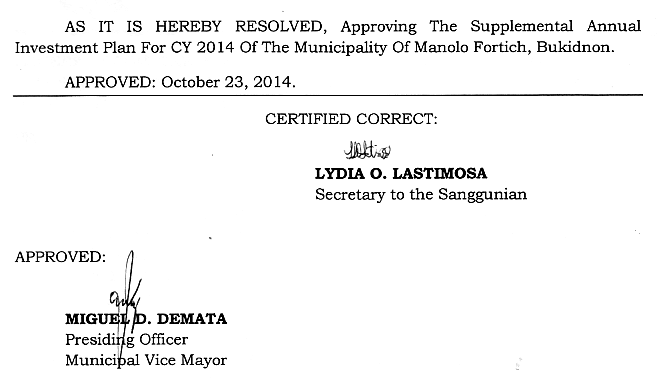 AS IT IS HEREBY RESOLVED, Approving The Supplemental Annual
Investment Plan For CY 2014 Of The Municipality Of Manolo Fortich, Bukidnon.
APPROVED: October 23, 2014.
CERTIFIED CORRECT:
LYDIA O. LASTIMOSA
Secretary to the Sanggunian
APPROVED:
MIGUEL D. DEMATA
Presiding Officer
Municipal Vice Mayor